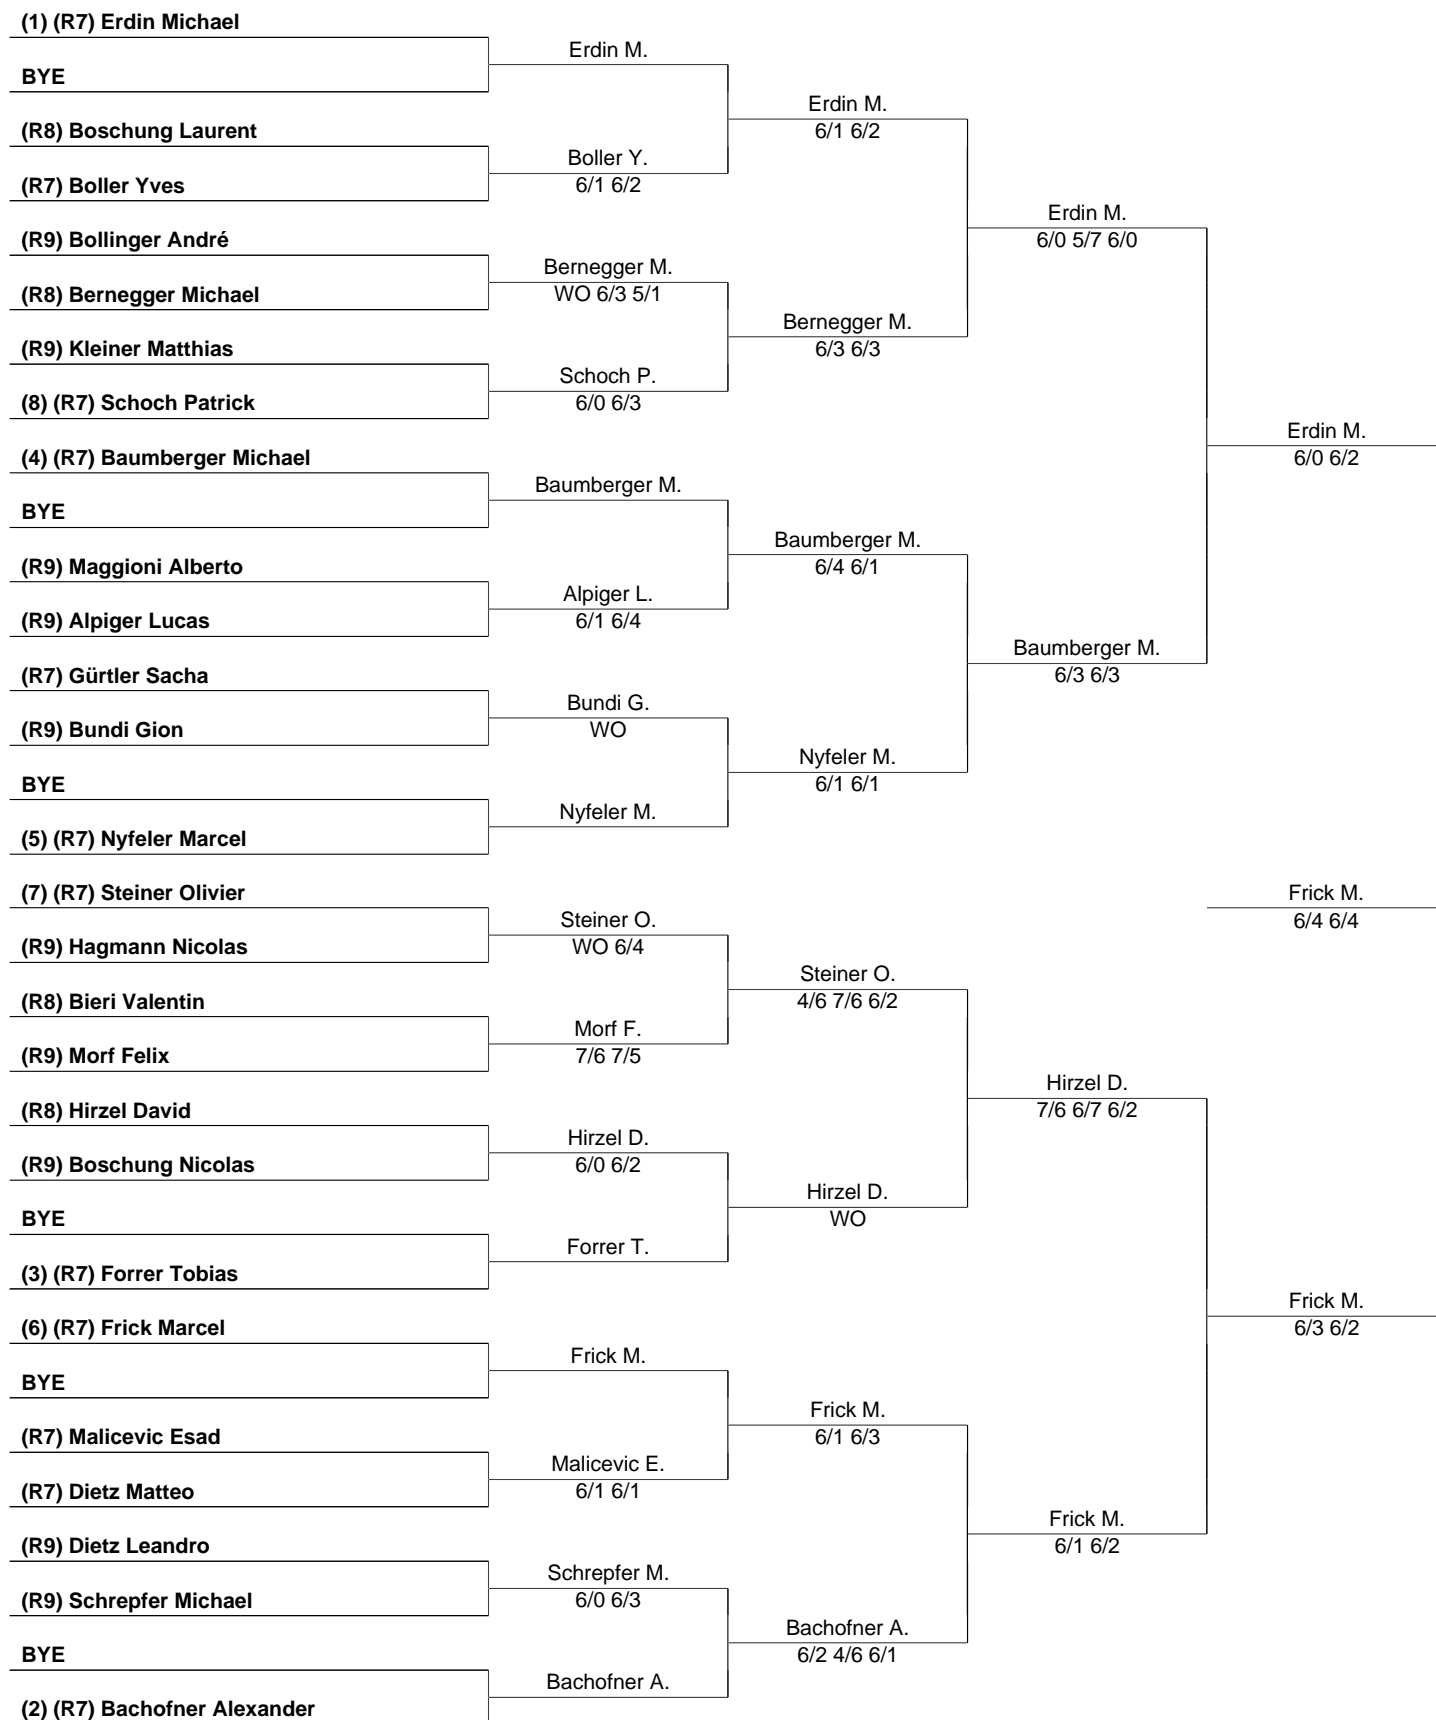 (1) (R7) Erdin Michael
BYE
(R8) Boschung Laurent
(R7) Boller Yves
(R9) Bollinger André
(R8) Bernegger Michael
(R9) Kleiner Matthias
(8) (R7) Schoch Patrick
(4) (R7) Baumberger Michael
BYE
(R9) Maggioni Alberto
(R9) Alpiger Lucas
(R7) Gürtler Sacha
(R9) Bundi Gion
BYE
(5) (R7) Nyfeler Marcel
(7) (R7) Steiner Olivier
(R9) Hagmann Nicolas
(R8) Bieri Valentin
(R9) Morf Felix
(R8) Hirzel David
(R9) Boschung Nicolas
BYE
(3) (R7) Forrer Tobias
(6) (R7) Frick Marcel
BYE
(R7) Malicevic Esad
(R7) Dietz Matteo
(R9) Dietz Leandro
(R9) Schrepfer Michael
BYE
(2) (R7) Bachofner Alexander
Erdin M.
Boller Y.
6/1 6/2
Bernegger M.
WO 6/3 5/1
Schoch P.
6/0 6/3
Baumberger M.
Alpiger L.
6/1 6/4
Bundi G.
WO
Nyfeler M.
Steiner O.
WO 6/4
Morf F.
7/6 7/5
Hirzel D.
6/0 6/2
Forrer T.
Frick M.
Malicevic E.
6/1 6/1
Schrepfer M.
6/0 6/3
Bachofner A.
Erdin M.
6/1 6/2
Bernegger M.
6/3 6/3
Baumberger M.
6/4 6/1
Nyfeler M.
6/1 6/1
Steiner O.
4/6 7/6 6/2
Hirzel D.
WO
Frick M.
6/1 6/3
Bachofner A.
6/2 4/6 6/1
Erdin M.
6/0 5/7 6/0
Baumberger M.
6/3 6/3
Hirzel D.
7/6 6/7 6/2
Frick M.
6/1 6/2
Erdin M.
6/0 6/2
Frick M.
6/4 6/4
Frick M.
6/3 6/2